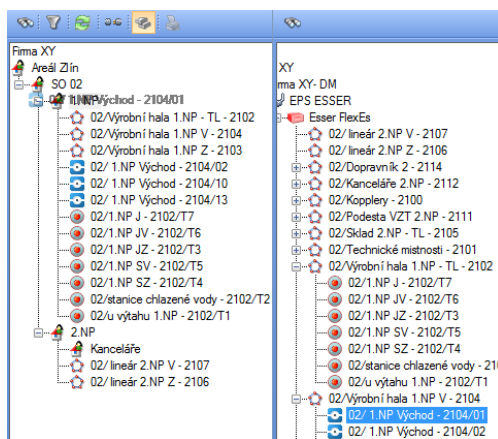 Firma XY
Areál Zlín
SO 02
1.NP
02/ 1.NP Východ - 2104/01
02/Výrobní hala 1.NP - TL - 2102
02/Výrobní hala 1.NP V - 2104
02/Výrobní hala 1.NP Z - 2103
02/ 1.NP Východ - 2104/02
02/ 1.NP Východ - 2104/10
02/ 1.NP Východ - 2104/13
02/1.NP J - 2102/T7
02/1.NP JV - 2102/T6
02/1.NP JZ - 2102/T3
02/1.NP SV - 2102/T5
02/1.NP SZ - 2102/T4
02/stanice chlazené vody - 2102/T2
02/u výtahu 1.NP - 2102/T1
2.NP
Kanceláře
02/ lineár 2.NP V - 2107
02/ lineár 2.NP Z - 2106
XY
rma XY- DM
EPS ESSER
Esser FlexEs
02/ lineár 2.NP V - 2107
02/ lineár 2.NP Z - 2106
02/Dopravník 2 - 2114
02/Kanceláře 2.NP - 2112
02/Kopplery - 2100
02/Podesta VZT 2.NP - 2111
02/Sklad 2.NP - TL - 2105
02/Technické mistnosti - 2101
02/Výrobní hala 1.NP - TL - 2102
02/1.NP J - 2102/T7
02/1.NP JV - 2102/T6
02/1.NP JZ - 2102/T3
02/1.NP SV - 2102/T5
02/1.NP SZ - 2102/T4
02/stanice chlazené vody - 210
02/u výtahu 1.NP - 2102/T1
02/Výrobní hala 1.NP V - 2104
02/ 1.NP Východ - 2104/01
02/ 1.NP Východ - 2104/02